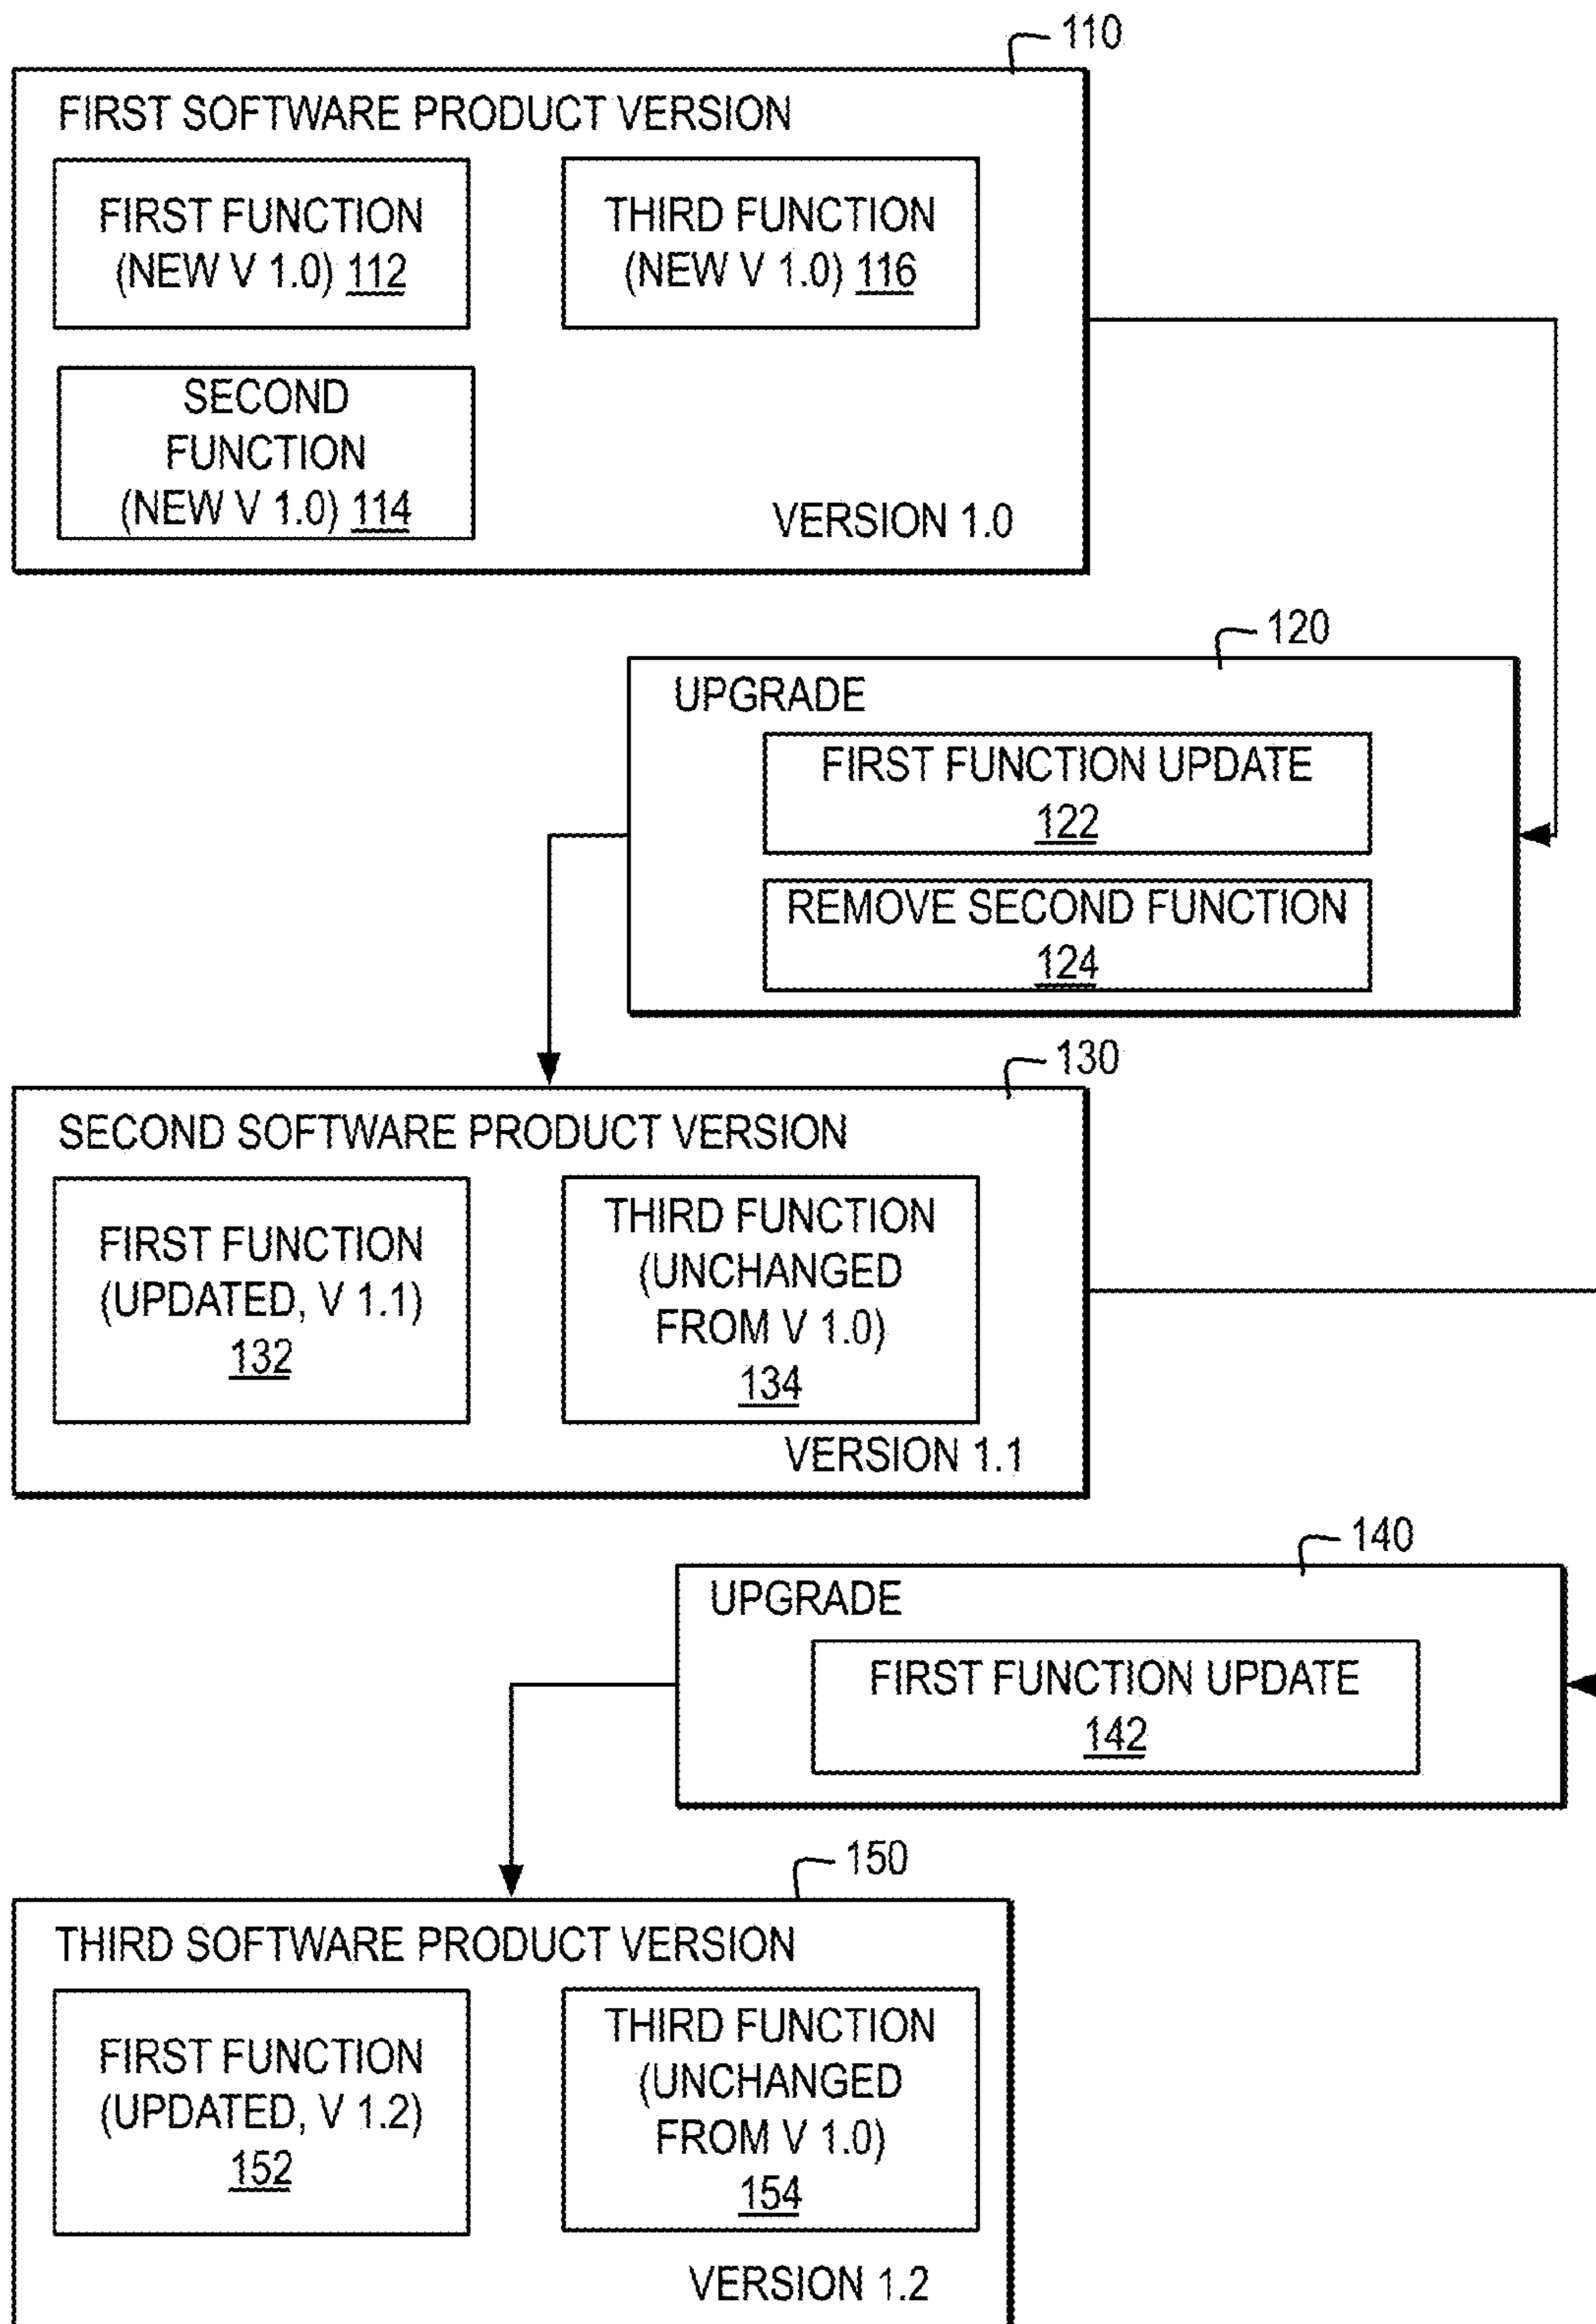 110
FIRST SOFTWARE PRODUCT VERSION
FIRST FUNCTION
(NEW V 1.0) 112
THIRD FUNCTION
(NEW V 1.0) 116
SECOND
FUNCTION
(NEW V 1.0) 114
VERSION 1.0
120
UPGRADE
FIRST FUNCTION UPDATE
122
REMOVE SECOND FUNCTION
124
130
SECOND SOFTWARE PRODUCT VERSION
FIRST FUNCTION
(UPDATED, V 1.1)
132
THIRD FUNCTION
(UNCHANGED
FROM V 1.0)
134
VERSION 1.1
140
UPGRADE
FIRST FUNCTION UPDATE
142
150
THIRD SOFTWARE PRODUCT VERSION
FIRST FUNCTION
(UPDATED, V 1.2)
152
THIRD FUNCTION
(UNCHANGED
FROM V 1.0)
154
VERSION 1.2